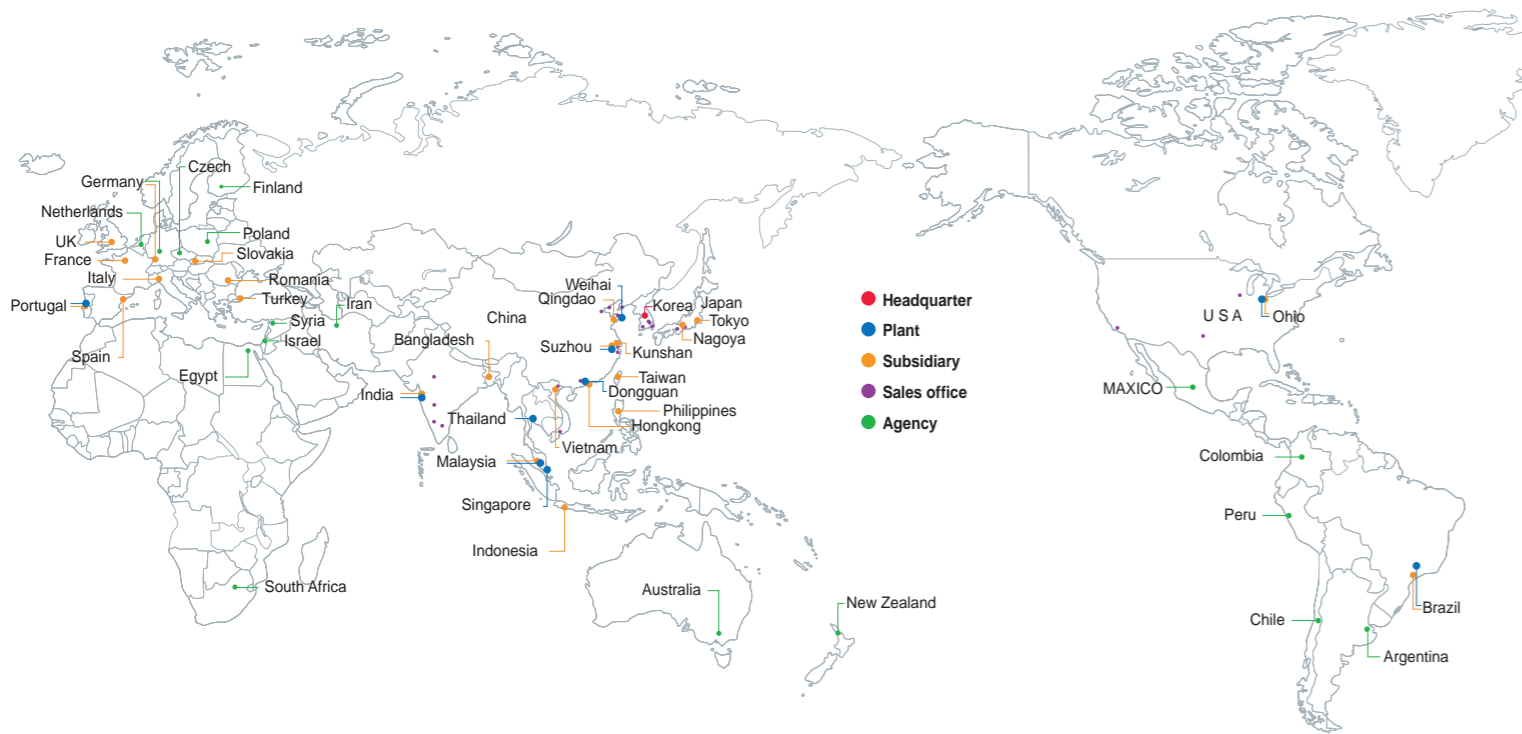 Czech
Germany
Finland
Netherlands
Poland
UK
Slovakia
France
Italy
Romania
Portugal
Turkey
Iran
Syria
Israel
Spain
Egypt
South Africa
Weihai
Qingdao
Korea
Japan
China
Tokyo
Nagoya
Bangladesh
Suzhou
Kunshan
Taiwan
India
Dongguan
Philippines
Thailand
Hongkong
Vietnam
Malaysia
Singapore
Indonesia
Australia
New Zealand
Headquarter
Plant
Subsidiary
Sales office
Agency
U S A
Ohio
MAXICO
Colombia
Peru
Brazil
Chile
Argentina